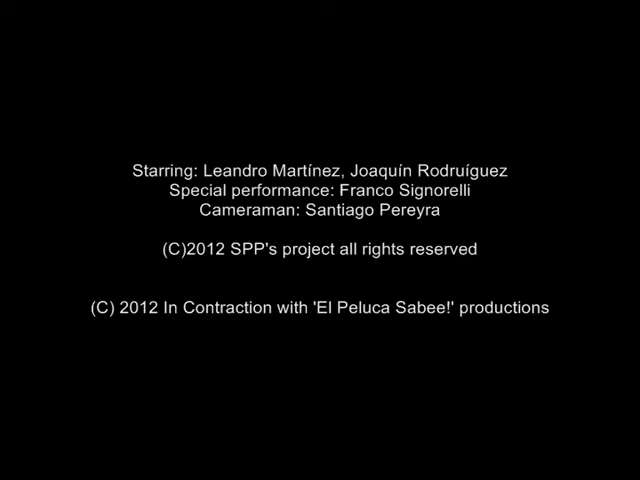 Starring: Leandro Martínez, Joaquín Rodruíguez
Special performance: Franco Signorelli
Cameraman: Santiago Pereyra
(C)2012 SPP's project all rights reserved
(C) 2012 In Contraction with 'El Peluca Sabee!' productions